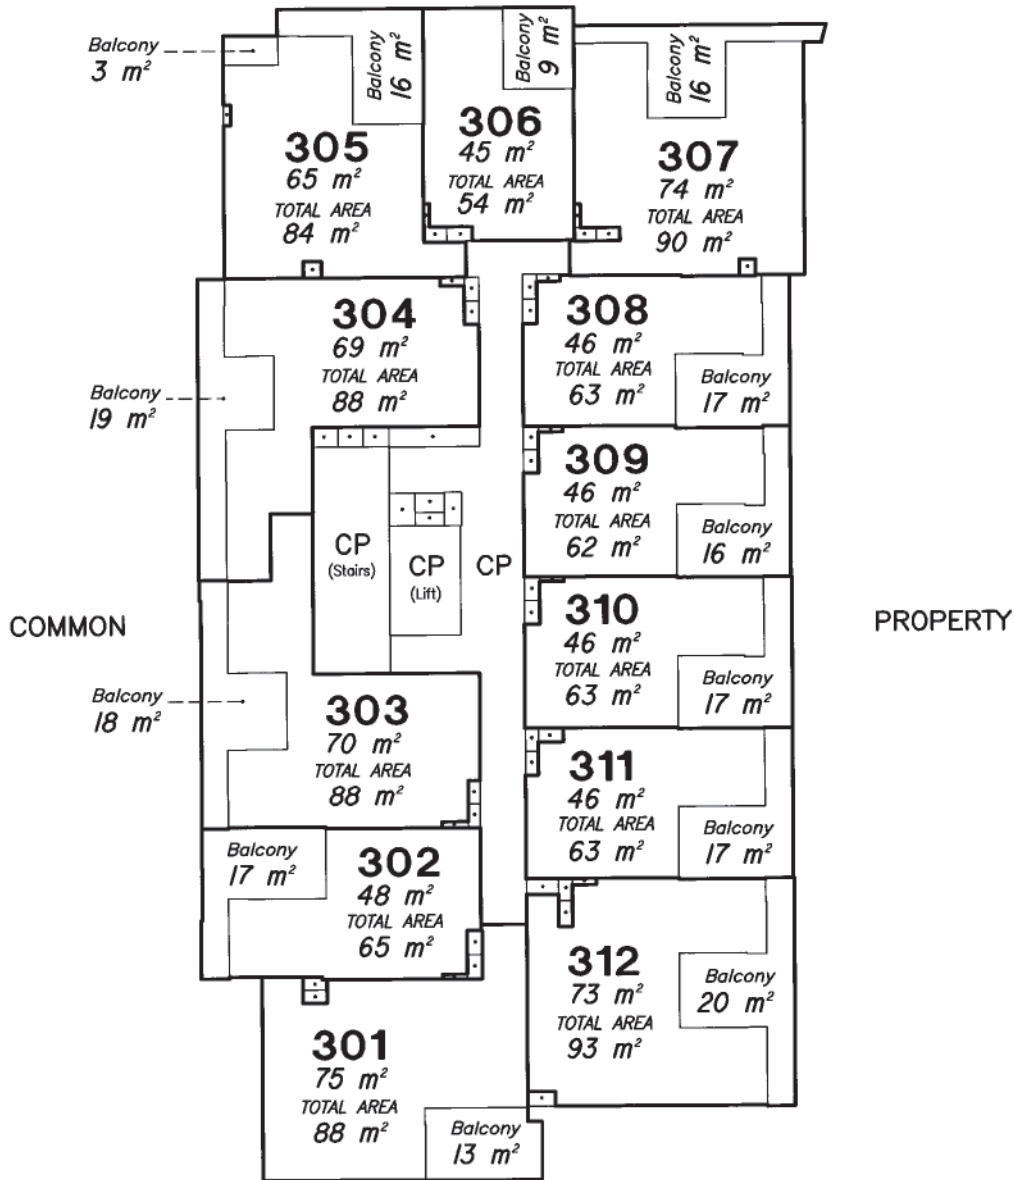 Balcony
3 m²
Balcony
16 m²
305
65 m²
TOTAL AREA
84 m²
306
45 m²
TOTAL AREA
54 m²
Balcony
9 m²
Balcony
16 m²
307
74 m²
TOTAL AREA
90 m²
304
69 m²
TOTAL AREA
88 m²
Balcony
19 m²
308
46 m²
TOTAL AREA
63 m²
Balcony
17 m²
309
46 m²
TOTAL AREA
62 m²
Balcony
16 m²
CP
(Stairs)
CP
(Lift)
CP
COMMON
PROPERTY
310
46 m²
TOTAL AREA
63 m²
Balcony
17 m²
Balcony
18 m²
303
70 m²
TOTAL AREA
88 m²
311
46 m²
TOTAL AREA
63 m²
Balcony
17 m²
Balcony
17 m²
302
48 m²
TOTAL AREA
65 m²
312
73 m²
TOTAL AREA
93 m²
Balcony
20 m²
301
75 m²
TOTAL AREA
88 m²
Balcony
13 m²